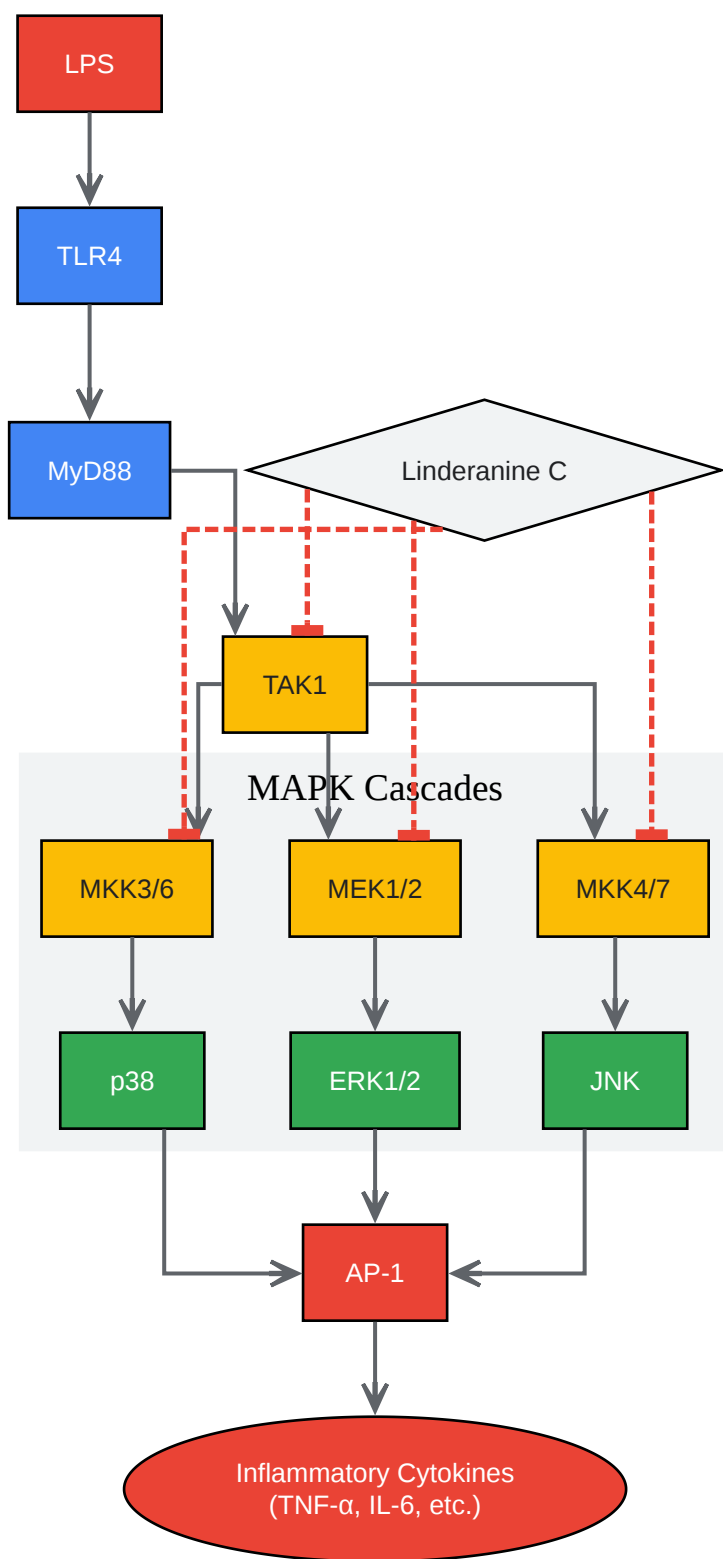 LPS
TLR4
MyD88
Linderanine C
TAK1
MAPK Cascades
MKK3/6
MEK1/2
MKK4/7
p38
ERK1/2
JNK
AP-1
Inflammatory Cytokines
(TNF-α, IL-6, etc.)